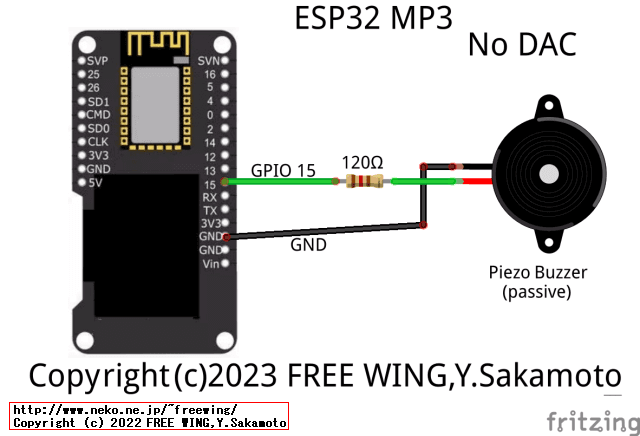 ESP32 MP3
No DAC
SVP
25
26
SD1
CMD
SD0
CLK
3V3
GND
5V
SVN
16
5
4
0
2
14
12
13
15
RX
TX
3V3
GND
GND
Vin
GPIO 15
120Ω
GND
Piezo Buzzer
(passive)
Copyright(c)2023 FREE WING,Y.Sakamoto
http://www.neko.ne.jp/~freewing/
Copyright (c) 2022 FREE WING,Y.Sakamoto
fritzing